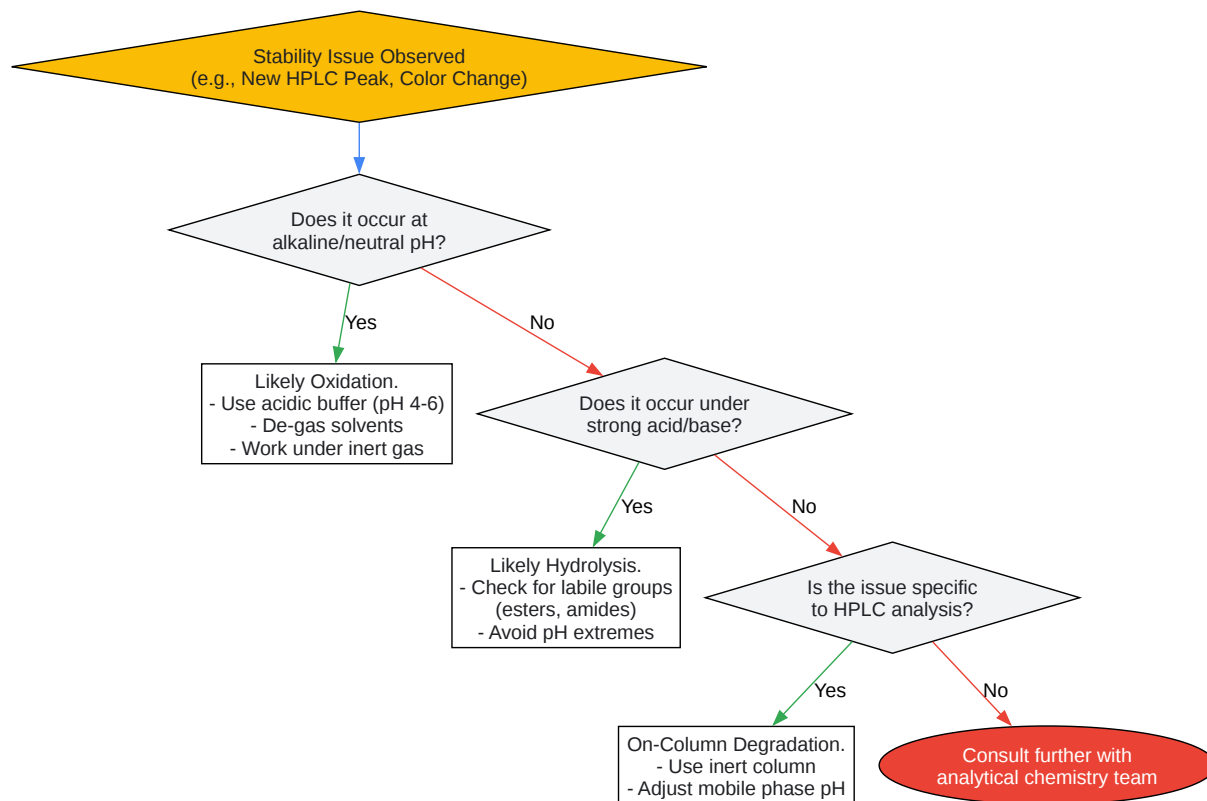 Stability Issue Observed
(e.g., New HPLC Peak, Color Change)
Does it occur at
alkaline/neutral pH?
Yes
No
Likely Oxidation.
- Use acidic buffer (pH 4-6)
- De-gas solvents
- Work under inert gas
Does it occur under
strong acid/base?
Yes
No
Likely Hydrolysis.
- Check for labile groups
(esters, amides)
- Avoid pH extremes
Is the issue specific
to HPLC analysis?
Yes
No
On-Column Degradation.
- Use inert column
- Adjust mobile phase pH
Consult further with
analytical chemistry team